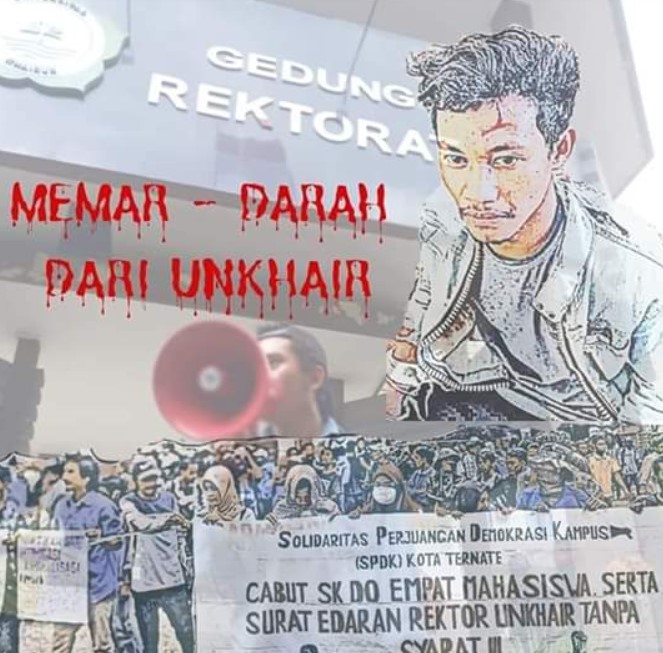 GEDUNG
REKTORA
MEMAR - DARAH
DARI UNKHAIR
SOLIDARITAS PERJUANGAN DEMOKRASI KAMPUS
(SPDK) KOTA TERNATE
CABUT SK DO EMPAT MAHASISWA. SERTA
SURAT EDARAN REKTOR UNKHAIR TANPA
SYARAT !!!